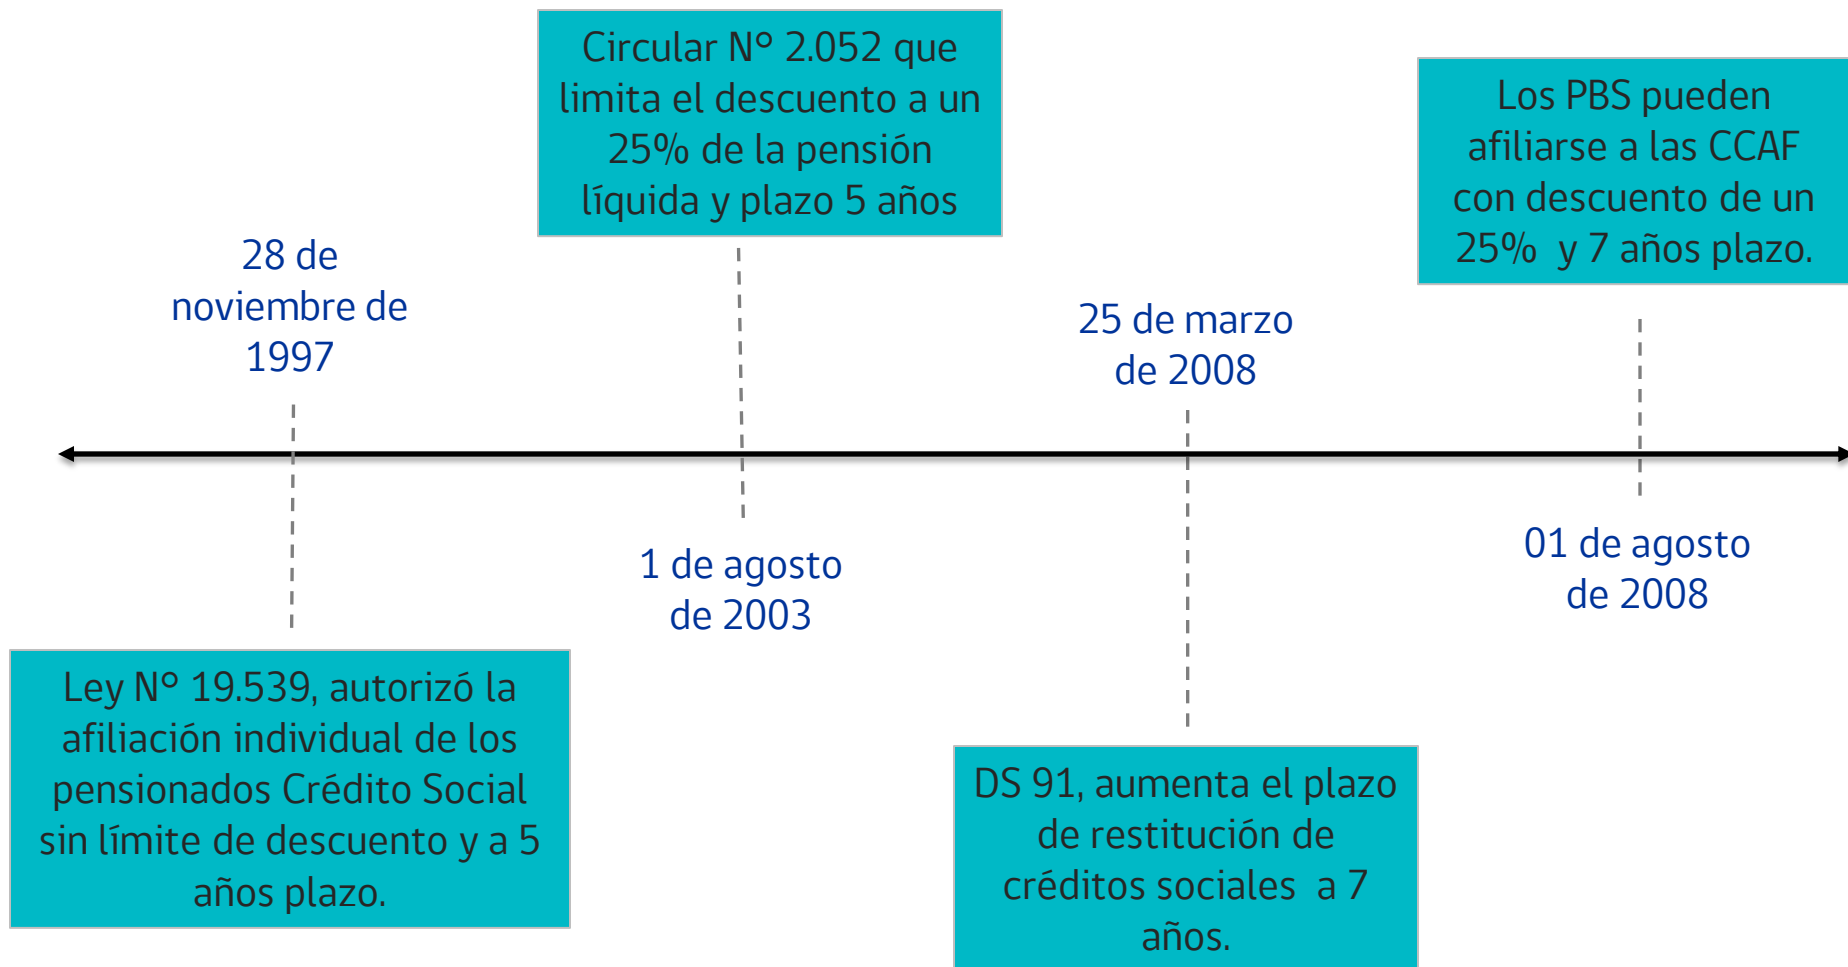 28 de
noviembre de
1997
Ley N° 19.539, autorizó la
afiliación individual de los
pensionados Crédito Social
sin límite de descuento y a 5
años plazo.
Circular N° 2.052 que
limita el descuento a un
25% de la pensión
líquida y plazo 5 años
1 de agosto
de 2003
25 de marzo
de 2008
DS 91, aumenta el plazo
de restitución de
créditos sociales a 7
años.
Los PBS pueden
afiliarse a las CCAF
con descuento de un
25% y 7 años plazo.
01 de agosto
de 2008